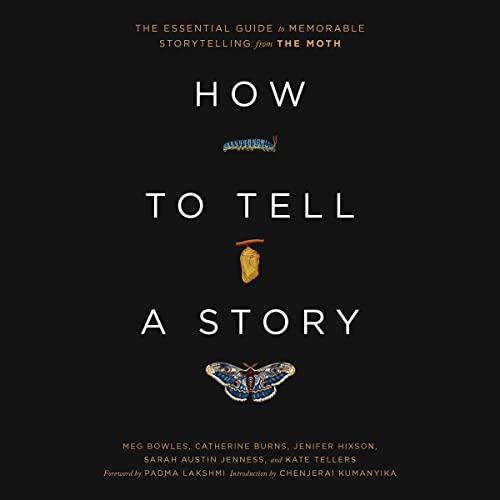 THE ESSENTIAL GUIDE to MEMORABLE
STORYTELLING from THE MOTH
HOW
TO TELL
A STORY
MEG BOWLES, CATHERINE BURNS, JENIFER HIXSON,
SARAH AUSTIN JENNESS, and KATE TELLERS
Foreword by PADMA LAKSHMI Introduction by CHENJERAI KUMANYIKA